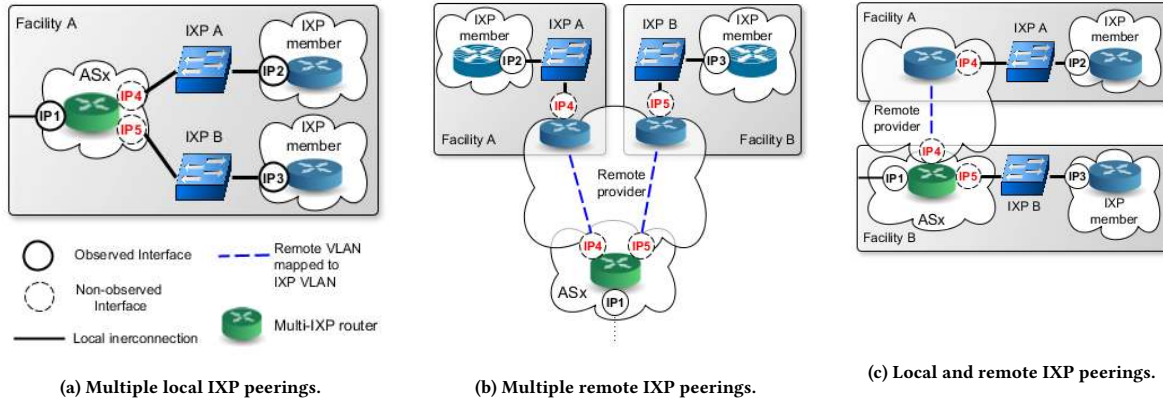 Facility A
IXP A
IXP
member
ASx
IP4
IP2
IP1
IP5
IXP B
IXP
member
IP3
Observed Interface
Non-observed
Interface
Local inerconnection
Remote VLAN
mapped to
IXP VLAN
Multi-IXP router
(a) Multiple local IXP peerings.
IXP
member
IXP A
IXP B
IXP
member
IP2
IP3
IP4
IP5
Facility A
Facility B
Remote
provider
IP4
IP5
ASx
IP1
(b) Multiple remote IXP peerings.
Facility A
IXP A
IXP
member
IP4
IP2
Remote
provider
IP4
IP1
IP5
IP3
ASx
IXP B
IXP
member
Facility B
(c) Local and remote IXP peerings.